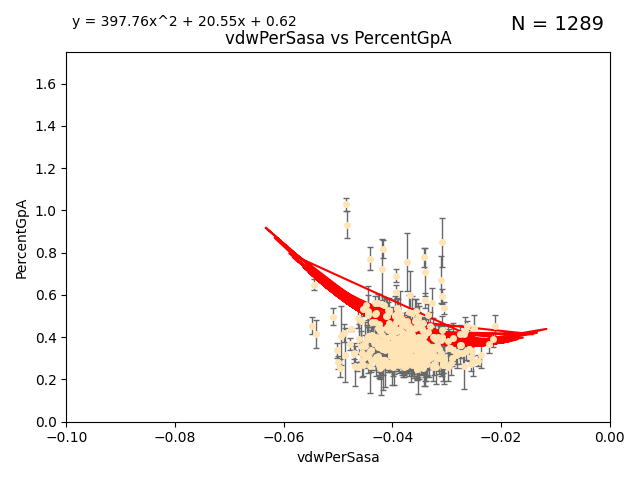 y = 397.76x^2 + 20.55x + 0.62
N = 1289
vdwPerSasa vs PercentGpA
PercentGpA
1.6
1.4
1.2
1.0
0.8
0.6
0.4
0.2
0.0
−0.10 −0.08 −0.06 −0.04 −0.02 0.00
vdwPerSasa